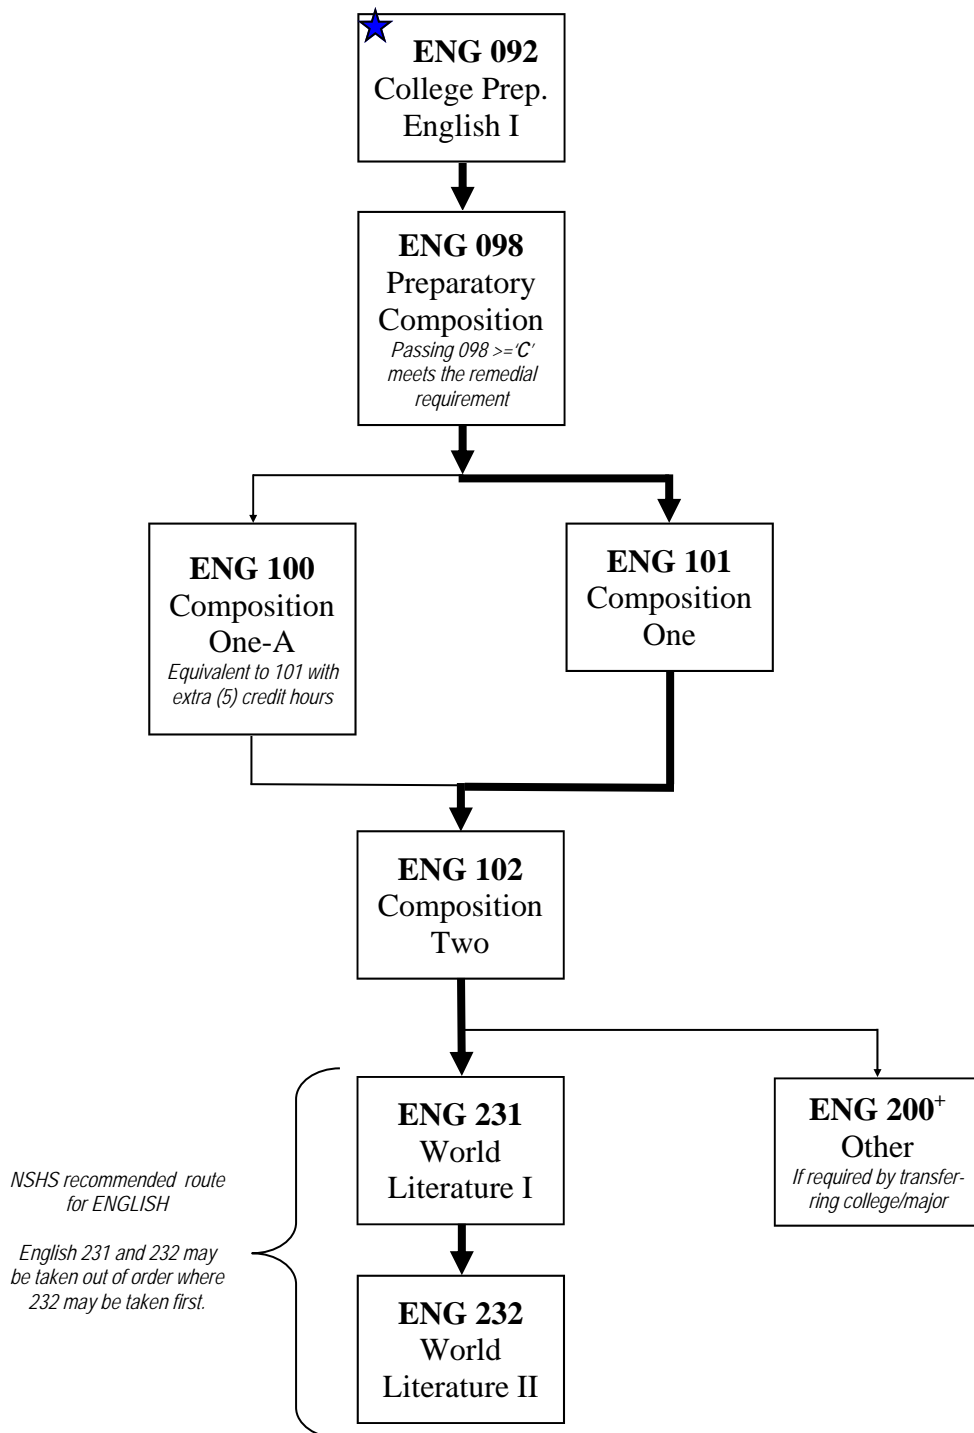 ENG 092
College Prep.
English I
ENG 098
Preparatory
Composition
Passing 098 >='C'
meets the remedial
requirement
ENG 100
Composition
One-A
Equivalent to 101 with
extra (5) credit hours
ENG 101
Composition
One
ENG 102
Composition
Two
ENG 231
World
Literature I
ENG 200+
Other
If required by transfer-
ring college/major
NSHS recommended route
for ENGLISH
English 231 and 232 may
be taken out of order where
232 may be taken first.
ENG 232
World
Literature II